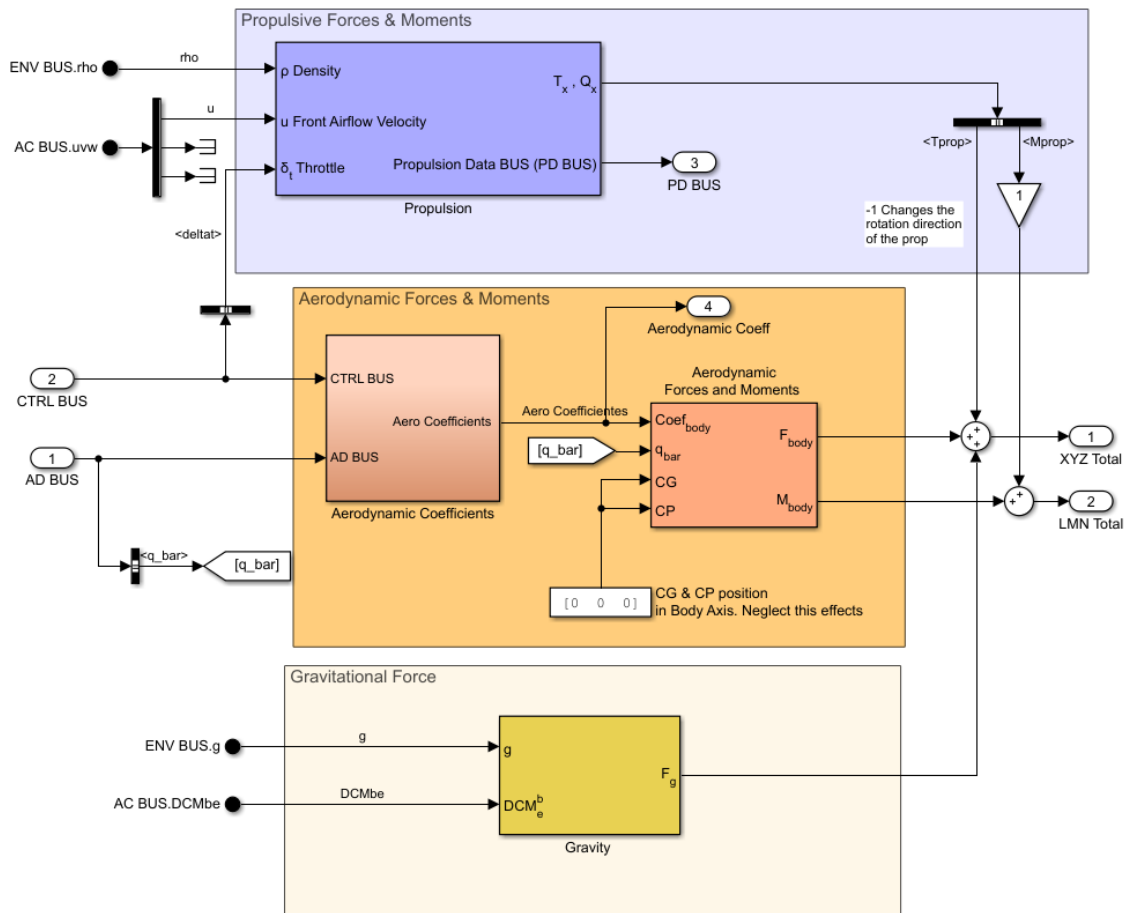 Propulsive Forces & Moments
ENV BUS.rho
rho
ρ Density
T_x , Q_x
u
u Front Airflow Velocity
AC BUS.uvw
<Tprop>
<Mprop>
δ_t Throttle
Propulsion Data BUS (PD BUS)
3
PD BUS
Propulsion
1
-1 Changes the
rotation direction
of the prop
<deltat>
Aerodynamic Forces & Moments
4
Aerodynamic Coeff
2
CTRL BUS
CTRL BUS
Aero Coefficients
Aero Coefficientes
Aerodynamic
Forces and Moments
Coef_body
F_body
q_bar
[q_bar]
CG
CP
M_body
1
XYZ Total
2
LMN Total
1
AD BUS
AD BUS
Aerodynamic Coefficients
<q_bar>
[q_bar]
[0 0 0]
CG & CP position
in Body Axis. Neglect this effects
Gravitational Force
ENV BUS.g
g
g
F_g
AC BUS.DCMbe
DCMbe
DCM_e^b
Gravity